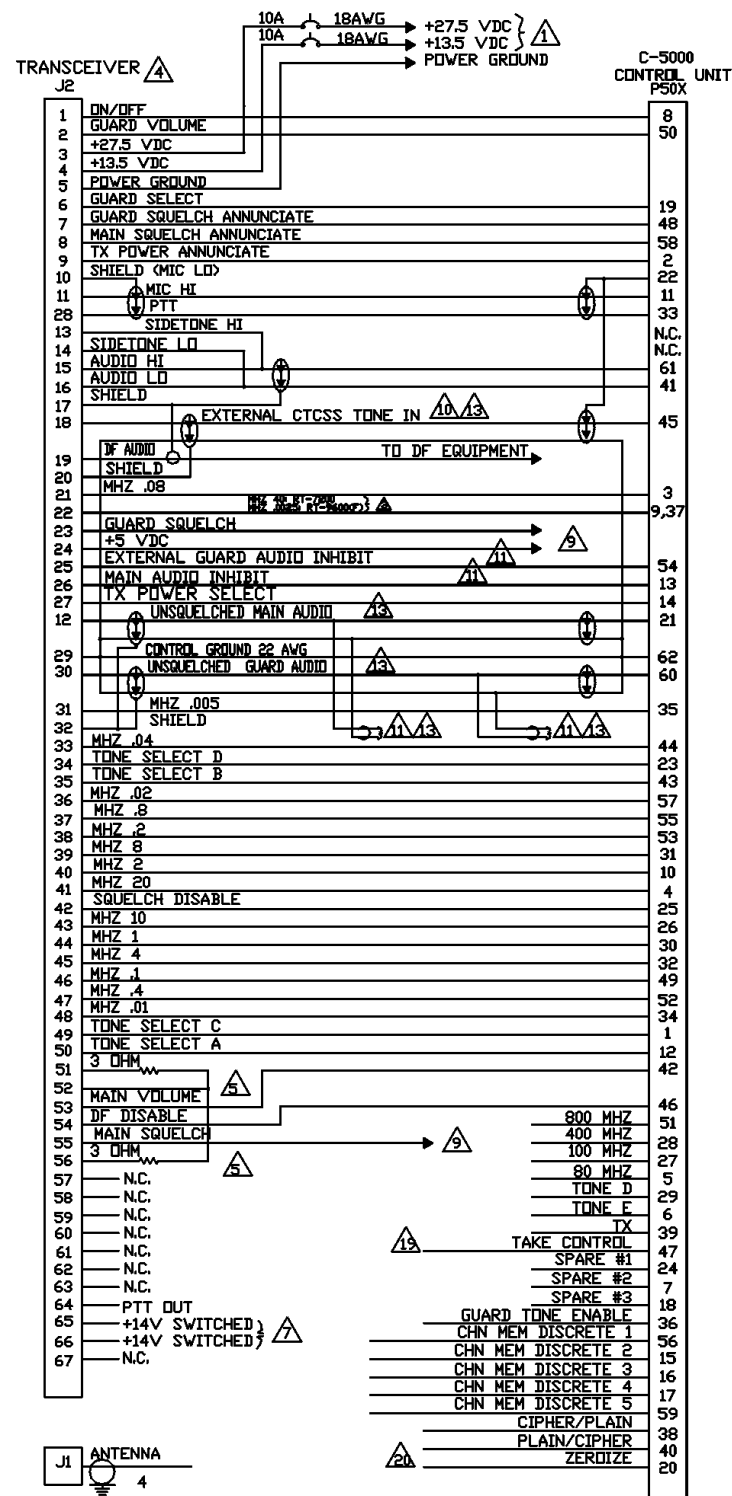 10A 18AWG +27.5 VDC
10A 18AWG +13.5 VDC 1
POWER GROUND
TRANSCEIVER 4
J2
C-5000
CONTROL UNIT
P50X
1 ON/OFF 8
2 GUARD VOLUME 50
3 +27.5 VDC
4 +13.5 VDC
5 POWER GROUND
6 GUARD SELECT 19
7 GUARD SQUELCH ANNUNCIATE 48
8 MAIN SQUELCH ANNUNCIATE 58
9 TX POWER ANNUNCIATE 2
10 SHIELD (MIC LO) 22
11 MIC HI 11
28 PTT 33
13 SIDETONE HI N.C.
14 SIDETONE LO N.C.
15 AUDIO HI 61
16 AUDIO LO 41
17 SHIELD
18 EXTERNAL CTCSS TONE IN 10 13 45
19 DF AUDIO TO DF EQUIPMENT
20 SHIELD
21 MHZ .08 3
22 9,37
23 GUARD SQUELCH
24 +5 VDC 9
25 EXTERNAL GUARD AUDIO INHIBIT 11 54
26 MAIN AUDIO INHIBIT 11 13
27 TX POWER SELECT 14
12 UNSQUELCHED MAIN AUDIO 13 21
29 CONTROL GROUND 22 AWG 62
30 UNSQUELCHED GUARD AUDIO 13 60
31 MHZ .005 35
32 SHIELD 11 13 11 13
33 MHZ .04 44
34 TONE SELECT D 23
35 TONE SELECT B 43
36 MHZ .02 57
37 MHZ .8 55
38 MHZ .2 53
39 MHZ 8 31
40 MHZ 2 10
41 MHZ 20 4
42 SQUELCH DISABLE 25
43 MHZ 10 26
44 MHZ 1 30
45 MHZ 4 32
46 MHZ .1 49
47 MHZ .4 52
48 MHZ .01 34
49 TONE SELECT C 1
50 TONE SELECT A 12
51 3 OHM 42
52 5
53 MAIN VOLUME
54 DF DISABLE 46
55 MAIN SQUELCH 9
56 3 OHM 5
57 N.C.
58 N.C.
59 N.C.
60 N.C.
61 N.C.
62 N.C.
63 N.C.
64 PTT OUT
65 +14V SWITCHED
66 +14V SWITCHED 7
67 N.C.
800 MHZ 51
400 MHZ 28
100 MHZ 27
80 MHZ 5
TONE D 29
TONE E 6
TX 39
19 TAKE CONTROL 47
SPARE #1 24
SPARE #2 7
SPARE #3 18
GUARD TONE ENABLE 36
CHN MEM DISCRETE 1 56
CHN MEM DISCRETE 2 15
CHN MEM DISCRETE 3 16
CHN MEM DISCRETE 4 17
CHN MEM DISCRETE 5 59
CIPHER/PLAIN 38
PLAIN/CIPHER 40
20 ZEROIZE 20
J1 ANTENNA
4